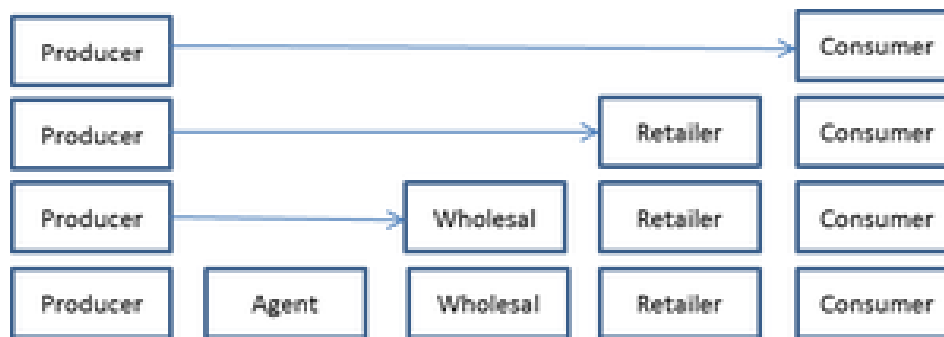 Producer Consumer
Producer Retailer Consumer
Producer Wholesal Retailer Consumer
Producer Agent Wholesal Retailer Consumer